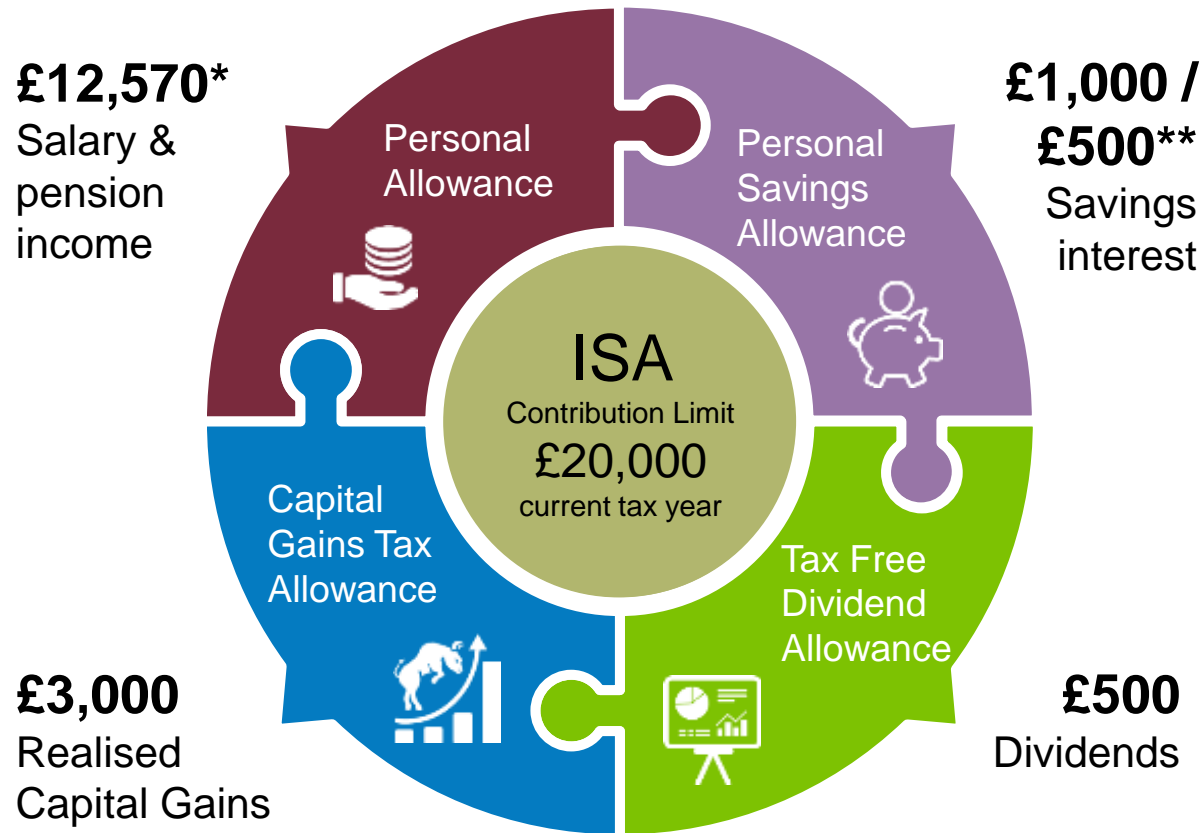 £12,570*
Salary &
pension
income
Personal
Allowance
Personal
Savings
Allowance
£1,000 /
£500**
Savings
interest
ISA
Contribution Limit
£20,000
current tax year
Capital
Gains Tax
Allowance
Tax Free
Dividend
Allowance
£3,000
Realised
Capital Gains
£500
Dividends